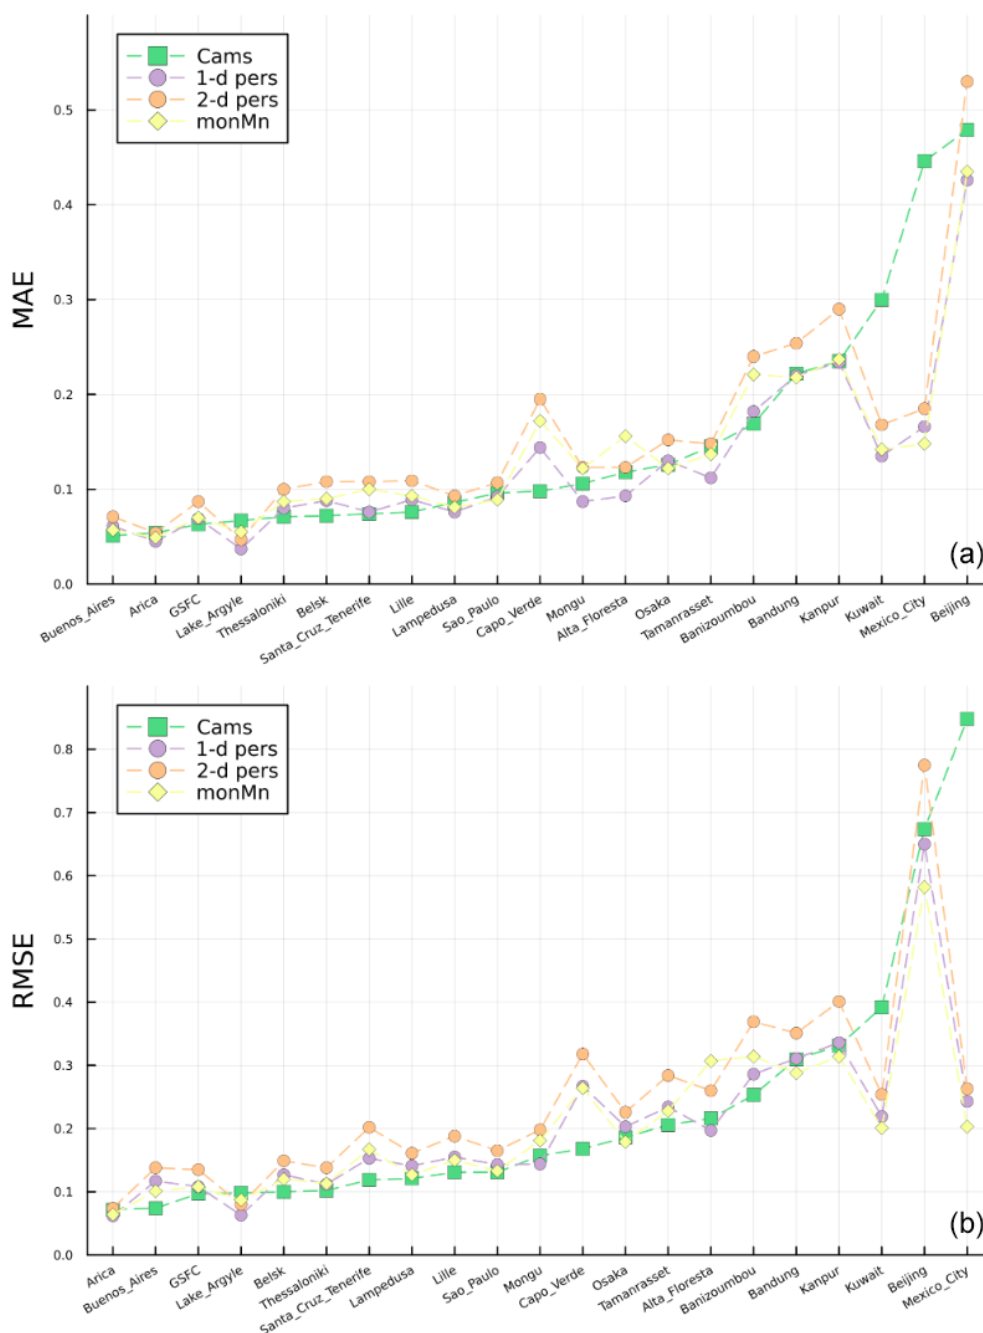 Cams
1-d pers
2-d pers
monMn
0.5
0.4
0.3
0.2
0.1
0.0
MAE
(a)
Buenos_Aires
Arica
GSFC
Lake_Argyle
Thessaloniki
Belsk
Santa_Cruz_Tenerife
Lille
Lampedusa
Sao_Paulo
Capo_Verde
Mongu
Alta_Floresta
Osaka
Tamanrasset
Banizoumbou
Bandung
Kanpur
Kuwait
Mexico_City
Beijing
Cams
1-d pers
2-d pers
monMn
0.8
0.7
0.6
0.5
0.4
0.3
0.2
0.1
0.0
RMSE
(b)
Arica
Buenos_Aires
GSFC
Lake_Argyle
Belsk
Thessaloniki
Santa_Cruz_Tenerife
Lampedusa
Lille
Sao_Paulo
Mongu
Capo_Verde
Osaka
Tamanrasset
Alta_Floresta
Banizoumbou
Bandung
Kanpur
Kuwait
Beijing
Mexico_City